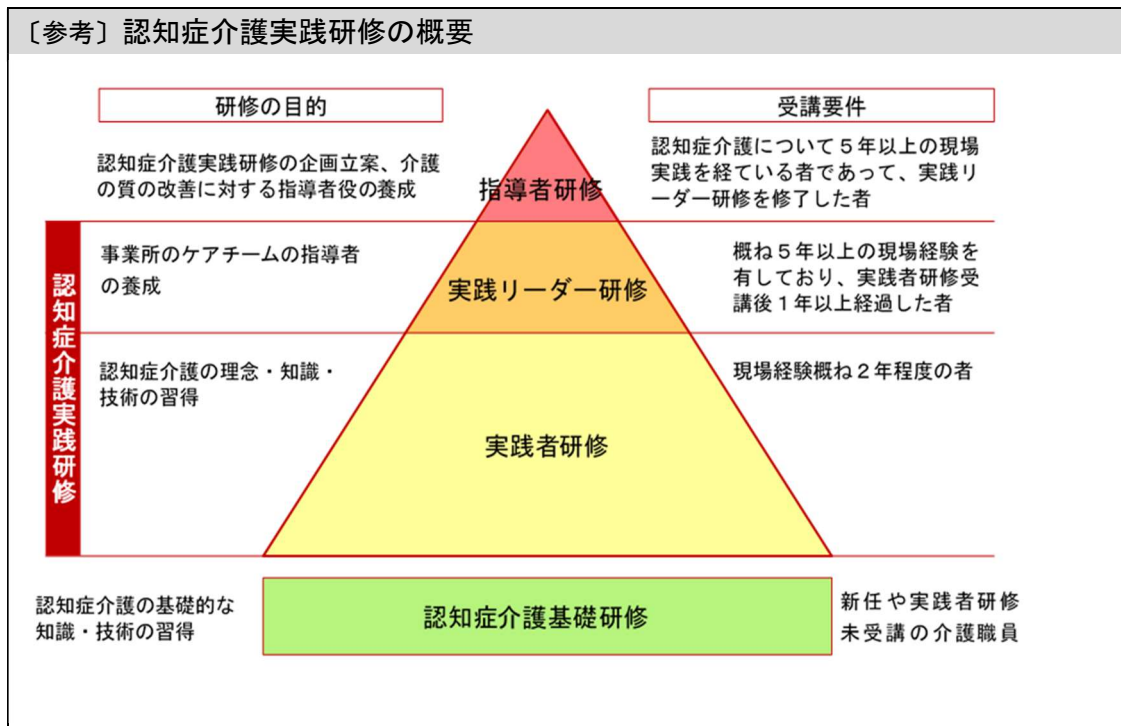 〔参考〕認知症介護実践研修の概要
研修の目的
受講要件
認知症介護実践研修の企画立案、介護
の質の改善に対する指導者役の養成
指導者研修
認知症介護について５年以上の現場
実践を経ている者であって、実践リ
ーダー研修を修了した者
認知症介護実践研修
事業所のケアチームの指導者
の養成
実践リーダー研修
概ね５年以上の現場経験を
有しており、実践者研修受
講後１年以上経過した者
認知症介護の理念・知識・
技術の習得
実践者研修
現場経験概ね２年程度の者
認知症介護の基礎的な
知識・技術の習得
認知症介護基礎研修
新任や実践者研修
未受講の介護職員